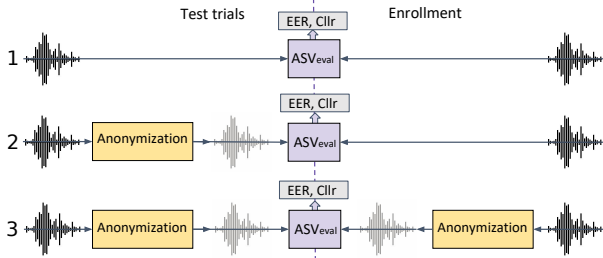 Test trials
Enrollment
EER, Cllr
1
ASVeval
EER, Cllr
2
Anonymization
ASVeval
EER, Cllr
3
Anonymization
ASVeval
Anonymization